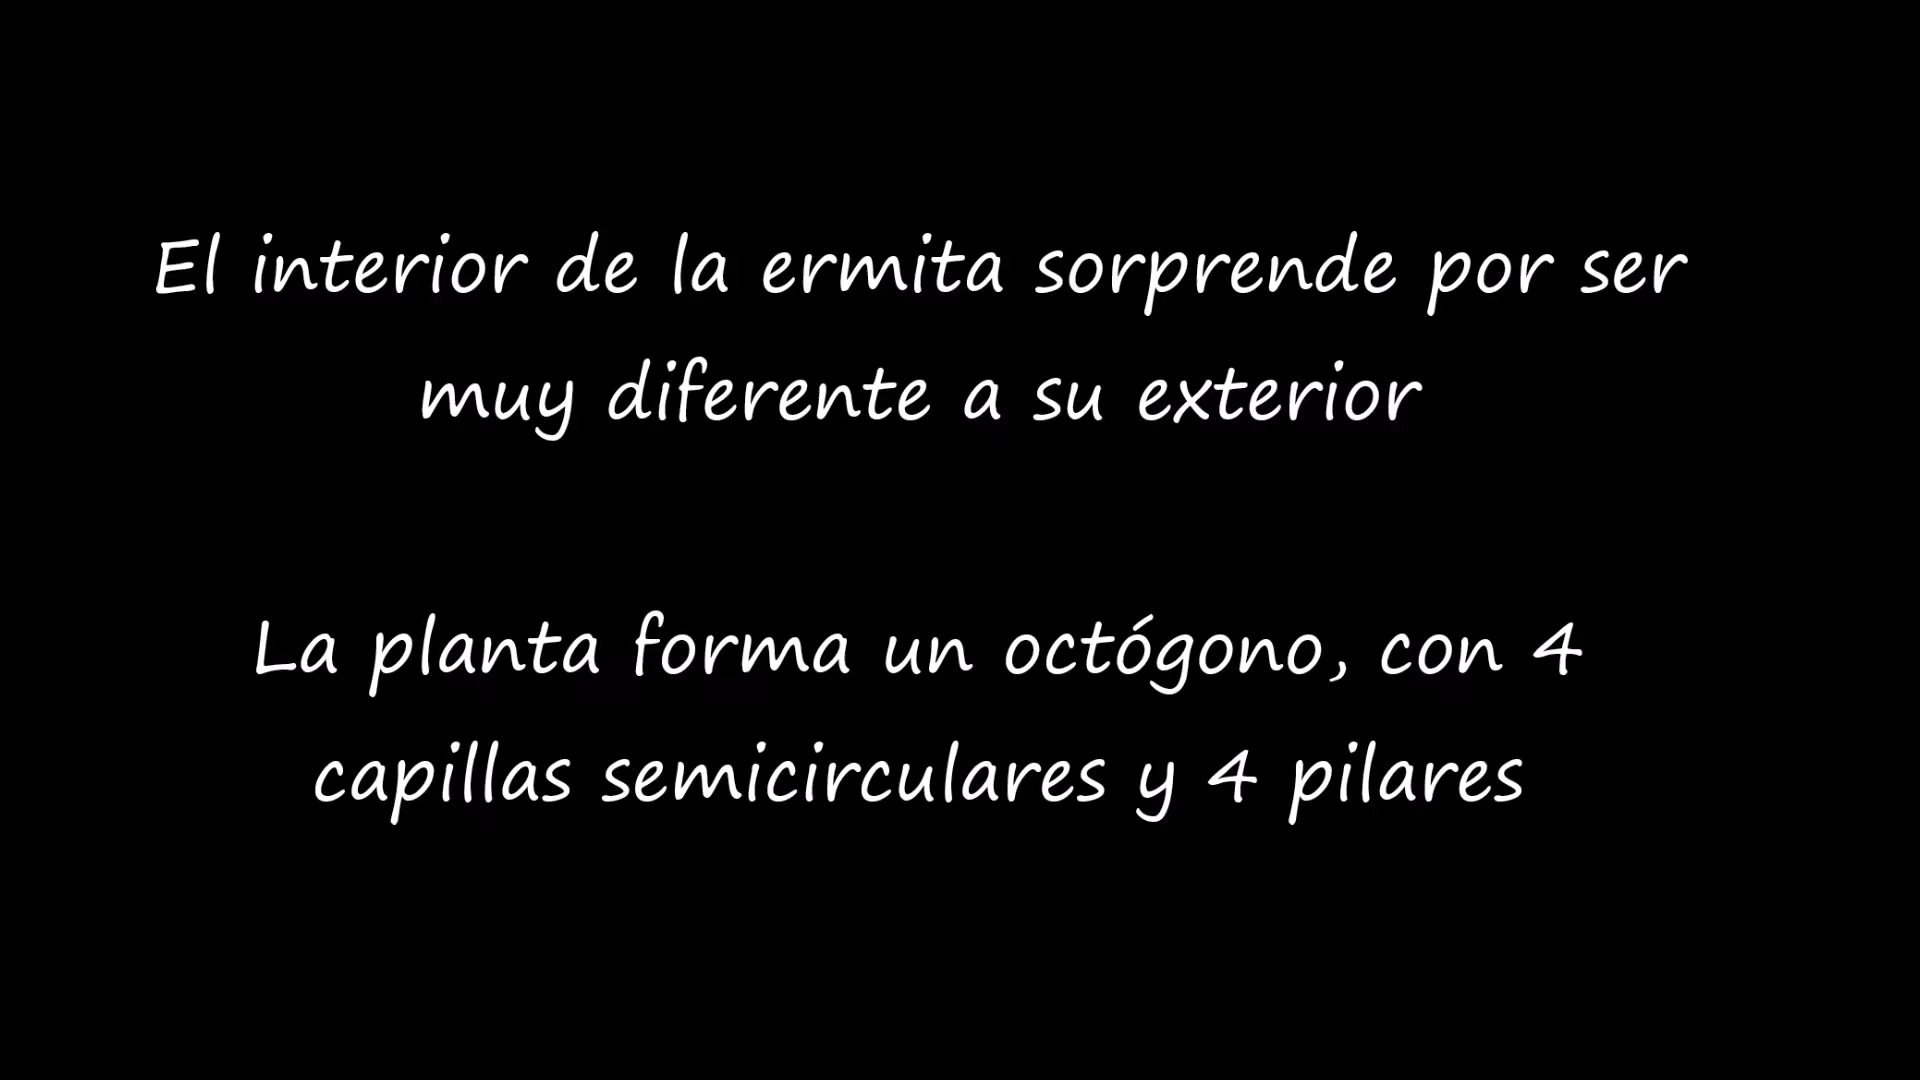 El interior de la ermita sorprende por ser
muy diferente a su exterior
La planta forma un octógono, con 4
capillas semicirculares y 4 pilares